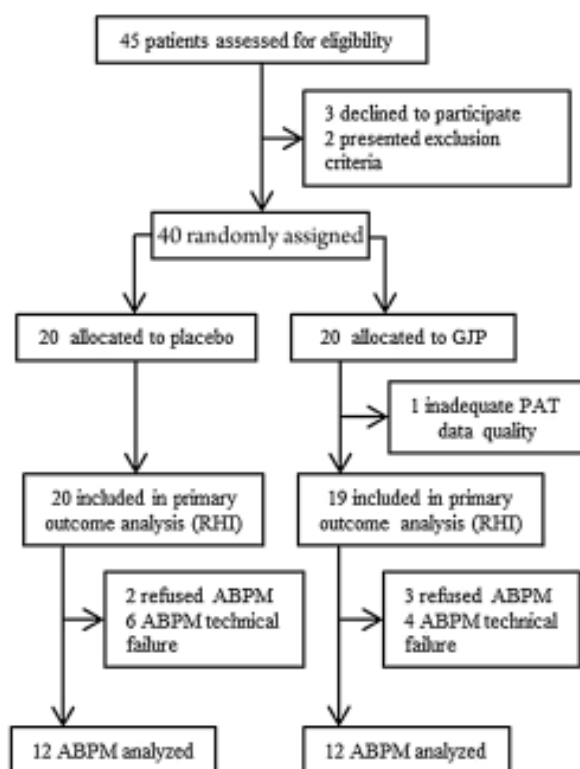 45 patients assessed for eligibility
3 declined to participate
2 presented exclusion
criteria
40 randomly assigned
20 allocated to placebo
20 allocated to GJP
1 inadequate PAT
data quality
20 included in primary
outcome analysis (RHI)
19 included in primary
outcome analysis (RHI)
2 refused ABPM
6 ABPM technical
failure
3 refused ABPM
4 ABPM technical
failure
12 ABPM analyzed
12 ABPM analyzed